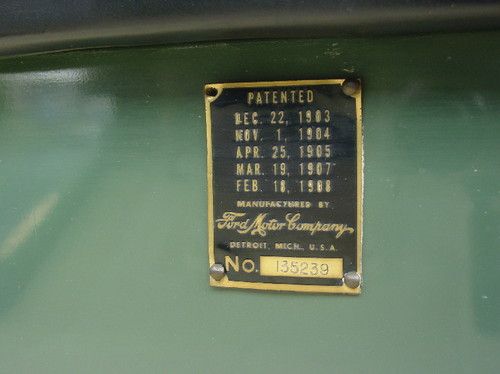 PATENTED
DEC. 22, 1903
NOV. 1, 1904
APR. 25, 1905
MAR. 19, 1907
FEB. 18, 1908
MANUFACTURED BY
Ford Motor Company
DETROIT, MICH., U.S.A.
No. 135239